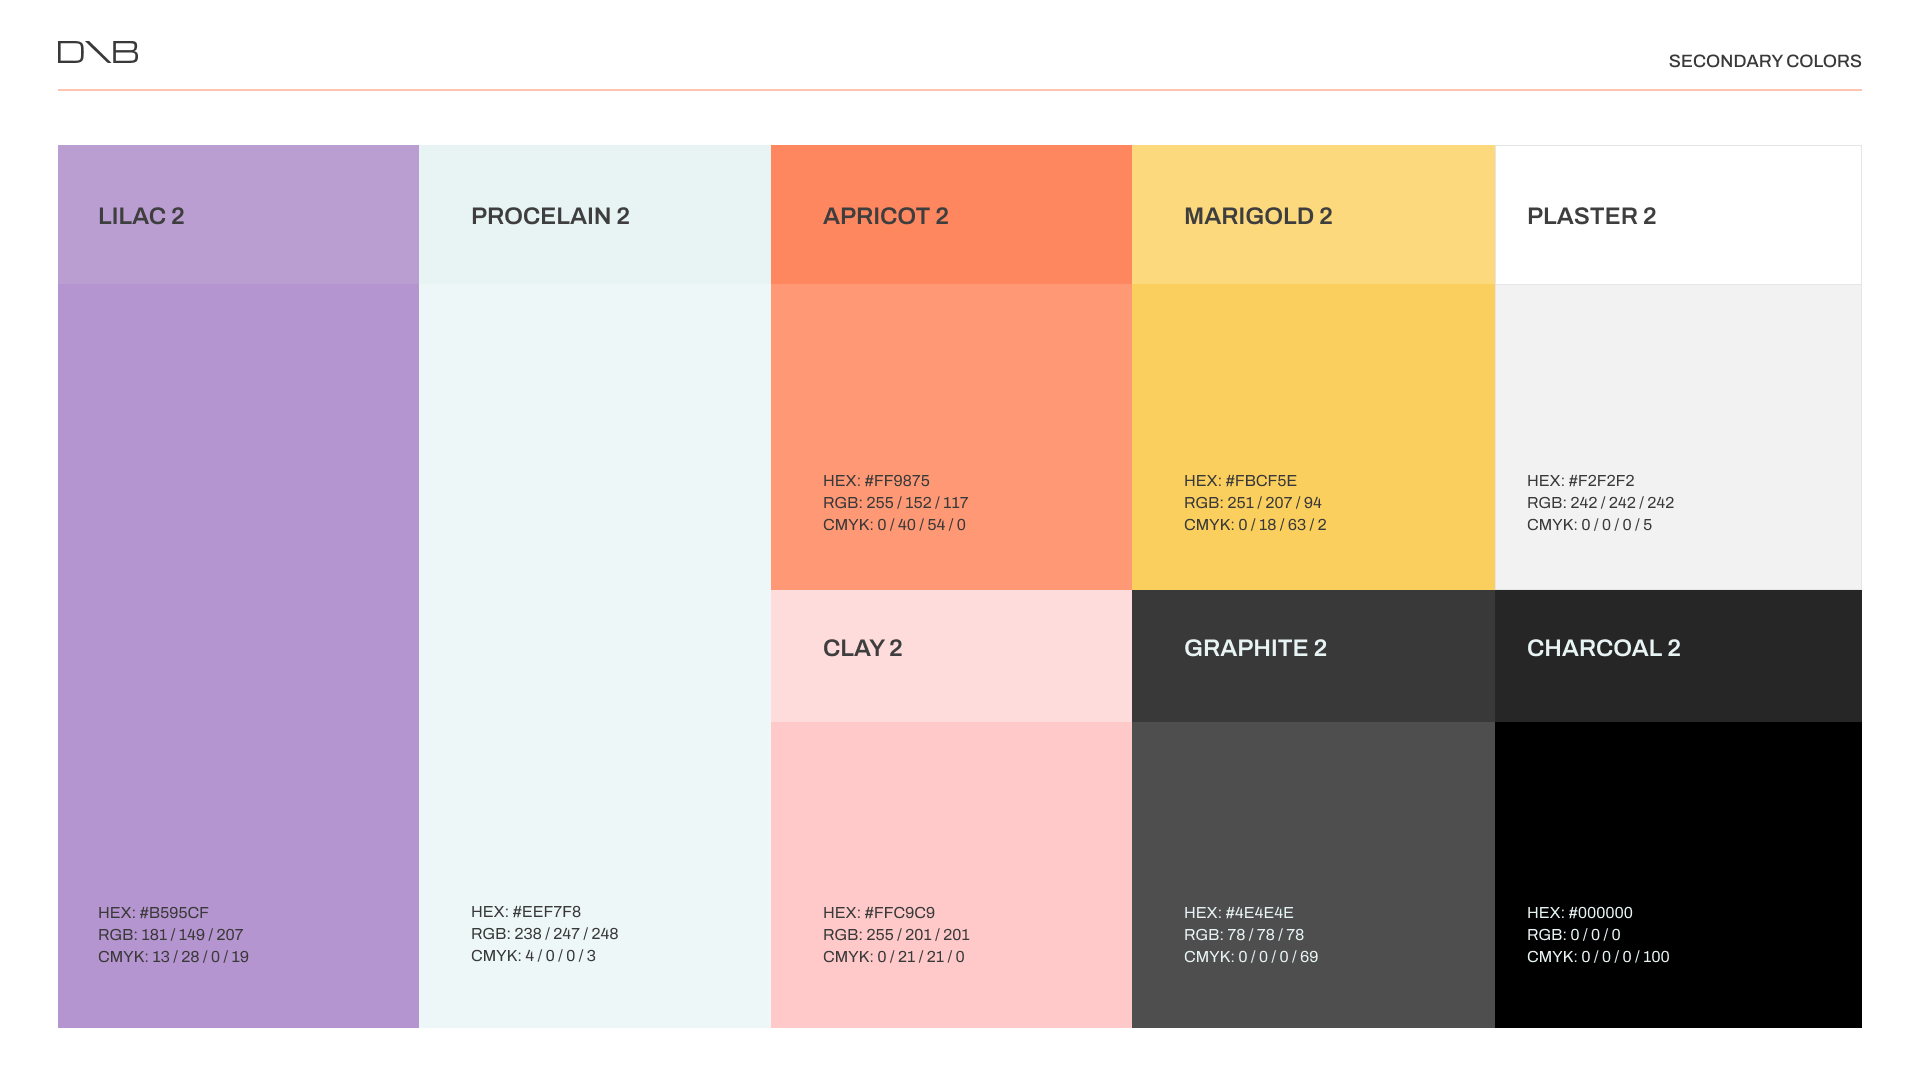 D\B
SECONDARY COLORS
LILAC 2
HEX: #B595CF
RGB: 181 / 149 / 207
CMYK: 13 / 28 / 0 / 19
PROCELAIN 2
HEX: #EEF7F8
RGB: 238 / 247 / 248
CMYK: 4 / 0 / 0 / 3
APRICOT 2
HEX: #FF9875
RGB: 255 / 152 / 117
CMYK: 0 / 40 / 54 / 0
MARIGOLD 2
HEX: #FBCF5E
RGB: 251 / 207 / 94
CMYK: 0 / 18 / 63 / 2
PLASTER 2
HEX: #F2F2F2
RGB: 242 / 242 / 242
CMYK: 0 / 0 / 0 / 5
CLAY 2
HEX: #FFC9C9
RGB: 255 / 201 / 201
CMYK: 0 / 21 / 21 / 0
GRAPHITE 2
HEX: #4E4E4E
RGB: 78 / 78 / 78
CMYK: 0 / 0 / 0 / 69
CHARCOAL 2
HEX: #000000
RGB: 0 / 0 / 0
CMYK: 0 / 0 / 0 / 100